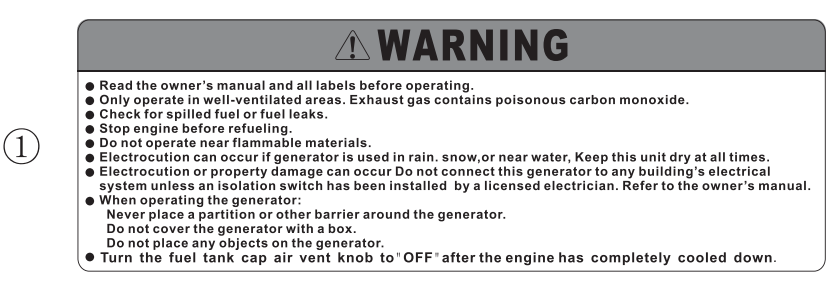 WARNING
① ● Read the owner's manual and all labels before operating.
● Only operate in well-ventilated areas. Exhaust gas contains poisonous carbon monoxide.
● Check for spilled fuel or fuel leaks.
● Stop engine before refueling.
● Do not operate near flammable materials.
● Electrocution can occur if generator is used in rain. snow,or near water, Keep this unit dry at all times.
● Electrocution or property damage can occur Do not connect this generator to any building's electrical
system unless an isolation switch has been installed by a licensed electrician. Refer to the owner's manual.
● When operating the generator:
Never place a partition or other barrier around the generator.
Do not cover the generator with a box.
Do not place any objects on the generator.
● Turn the fuel tank cap air vent knob to"OFF"after the engine has completely cooled down.